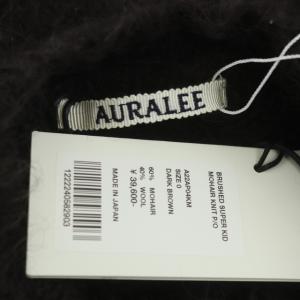 AURALEE
BRUSHED SUPER KID
MOHAIR KNIT P/O
A22AP04KM
SIZE 0
DARK BROWN
60% MOHAIR
40% WOOL
¥ 39,600-
MADE IN JAPAN
1222240582903